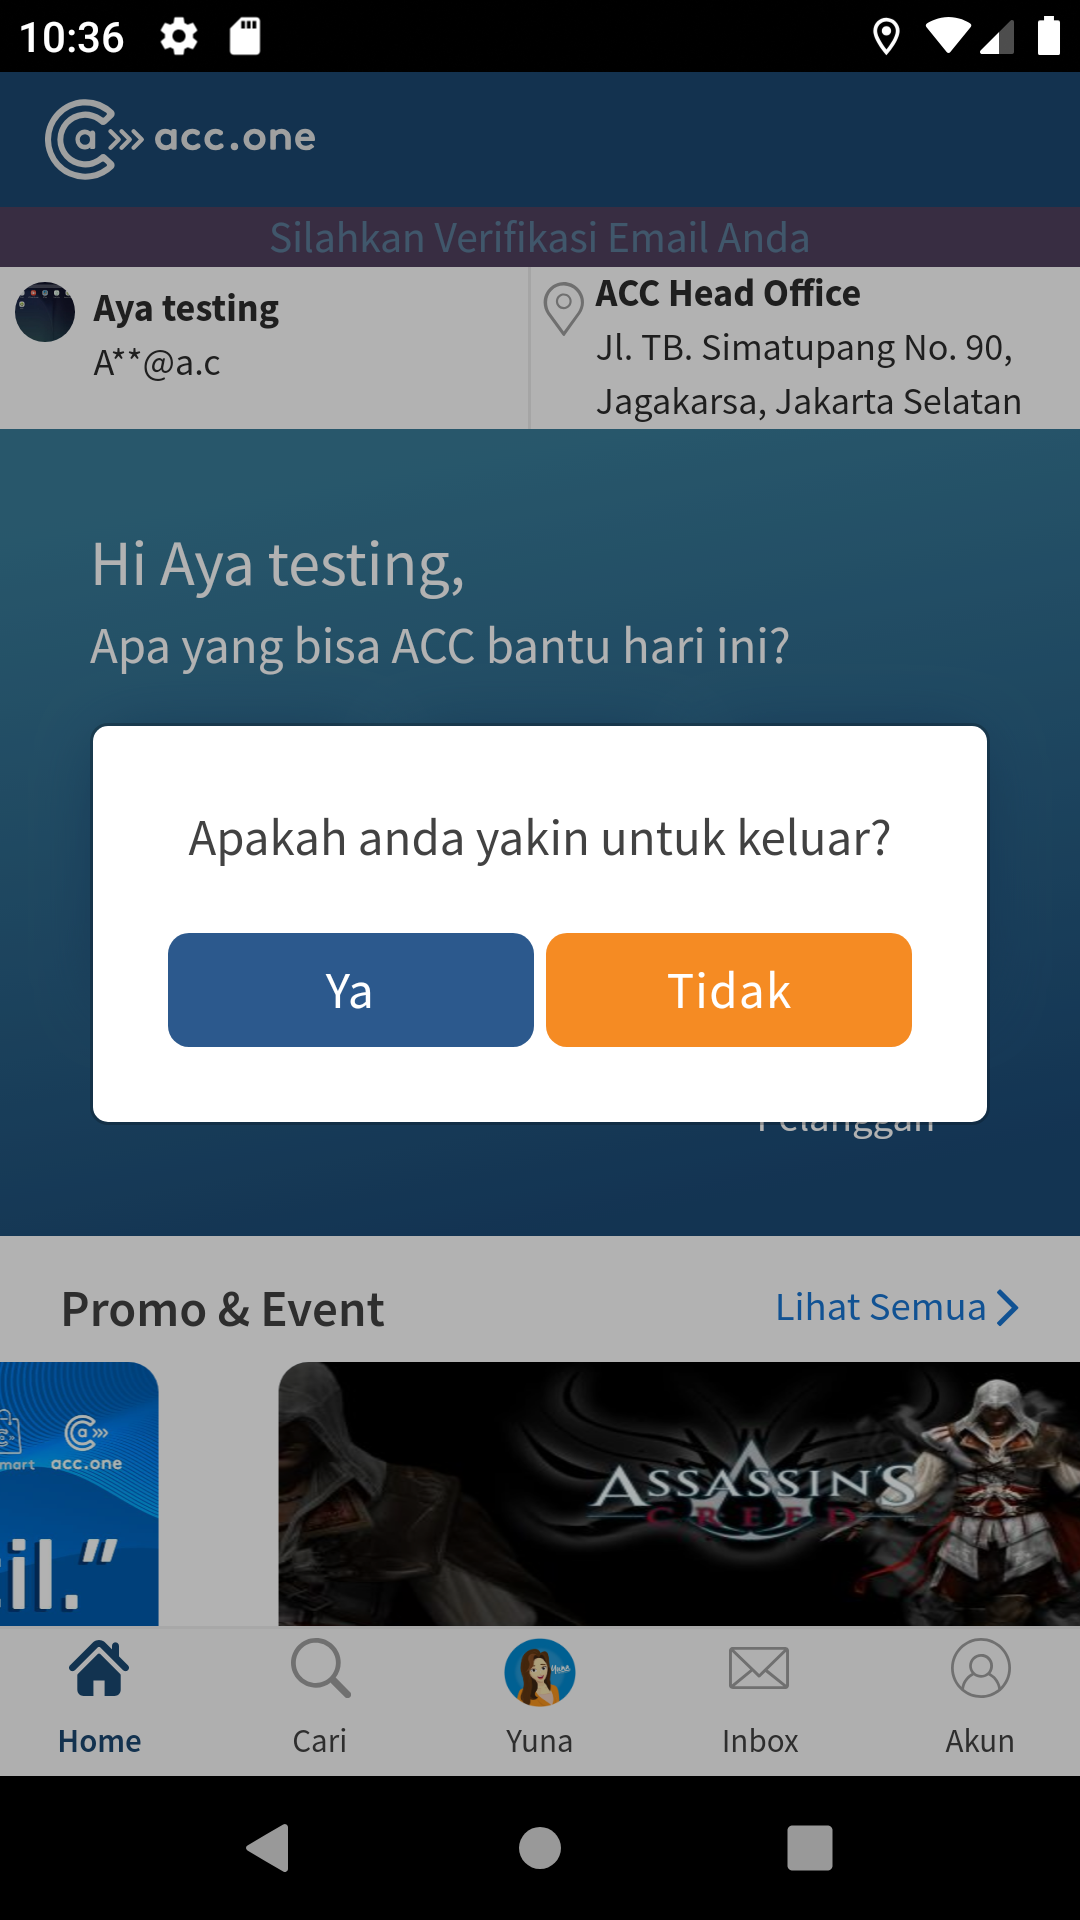 10:36
acc.one
Silahkan Verifikasi Email Anda
Aya testing
A**@a.c
ACC Head Office
Jl. TB. Simatupang No. 90,
Jagakarsa, Jakarta Selatan
Hi Aya testing,
Apa yang bisa ACC bantu hari ini?
Apakah anda yakin untuk keluar?
Ya
Tidak
Pelanggan
Promo & Event
Lihat Semua
mart
acc.one
il.”
ASSASSIN'S
CREED
Yuna
Home
Cari
Yuna
Inbox
Akun